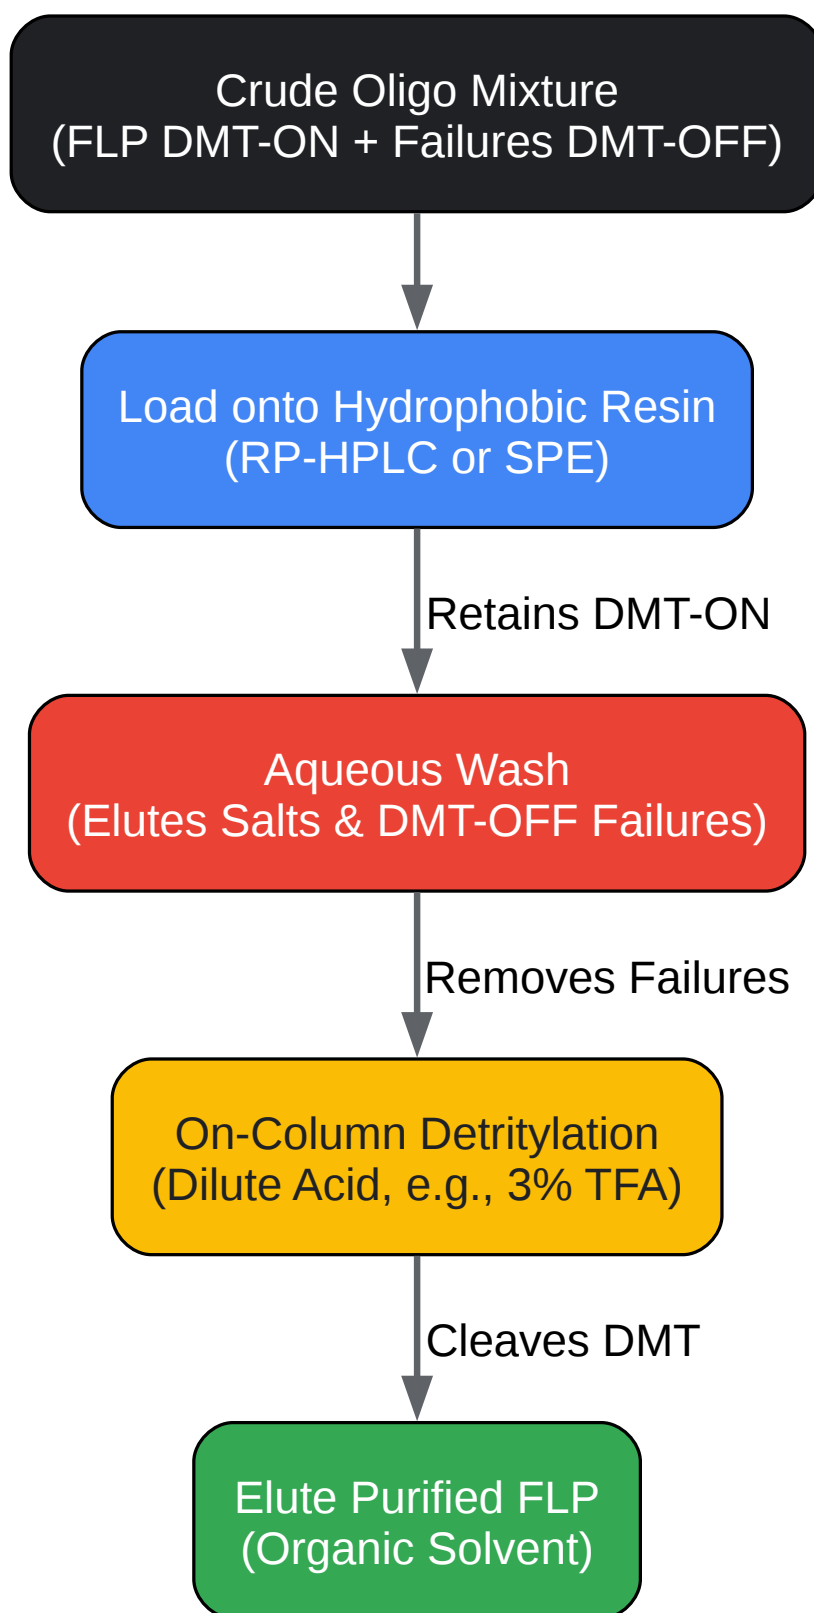 Crude Oligo Mixture
(FLP DMT-ON + Failures DMT-OFF)
Load onto Hydrophobic Resin
(RP-HPLC or SPE)
Retains DMT-ON
Aqueous Wash
(Elutes Salts & DMT-OFF Failures)
Removes Failures
On-Column Detritylation
(Dilute Acid, e.g., 3% TFA)
Cleaves DMT
Elute Purified FLP
(Organic Solvent)